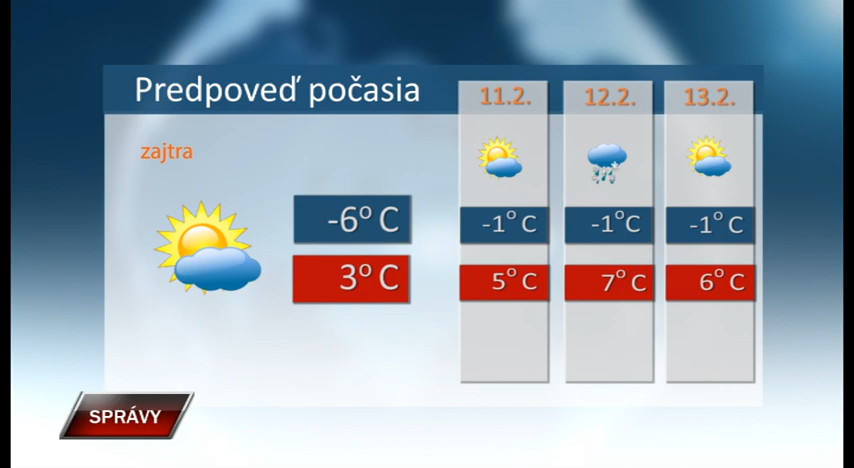 Predpoveď počasia
zajtra
-6° C
3° C
11.2.
12.2.
13.2.
-1° C
-1°C
-1° C
5° C
7° C
6° C
SPRÁVY